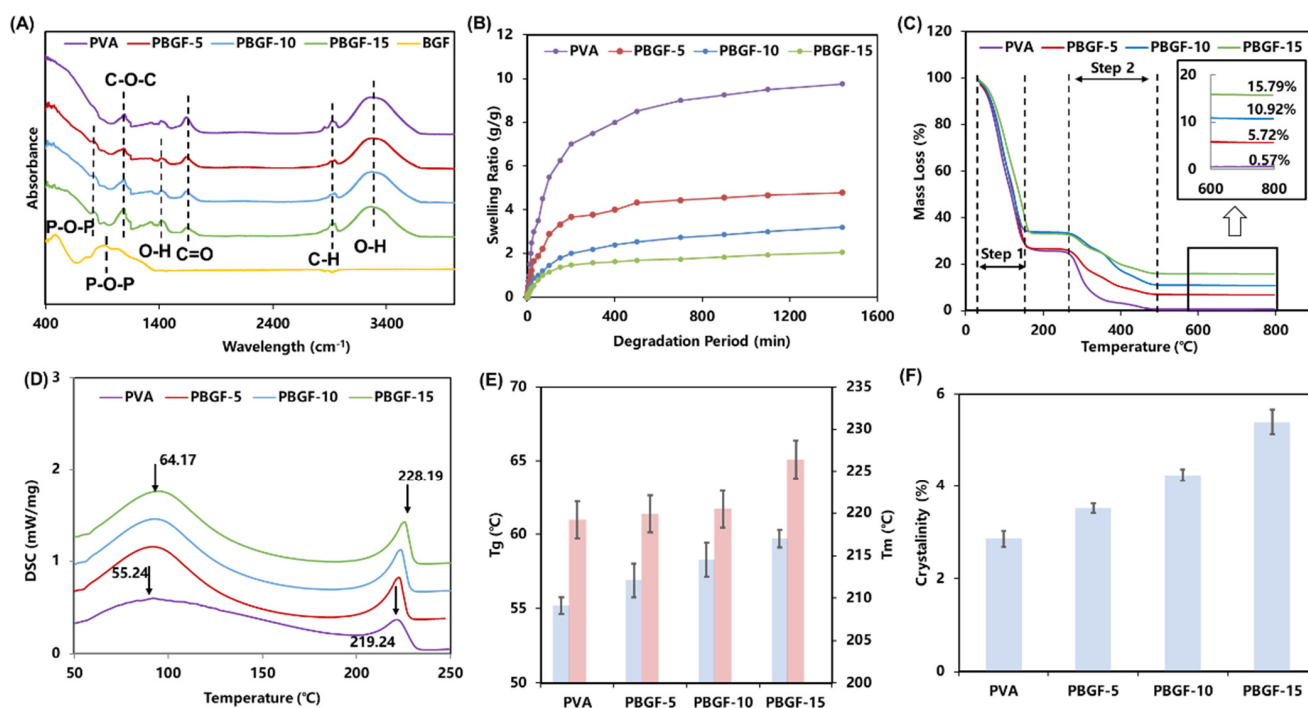 (A)
PVA PBGF-5 PBGF-10 PBGF-15 BGF
C-O-C
P-O-P
O-H
C=O
C-H
O-H
P-O-P
Absorbance
400 1400 2400 3400
Wavelength (cm⁻¹)
(B)
PVA PBGF-5 PBGF-10 PBGF-15
Swelling Ratio (g/g)
12
10
8
6
4
2
0
0 400 800 1200 1600
Degradation Period (min)
(C)
PVA PBGF-5 PBGF-10 PBGF-15
Step 2
Step 1
Mass Loss (%)
120
100
80
60
40
20
0
0 200 400 600 800
Temperature (℃)
20
10
0
15.79%
10.92%
5.72%
0.57%
600 800
(D)
PVA PBGF-5 PBGF-10 PBGF-15
64.17
228.19
55.24
219.24
DSC (mW/mg)
3
2
1
0
50 100 150 200 250
Temperature (℃)
(E)
Tg (℃)
70
65
60
55
50
Tm (℃)
235
230
225
220
215
210
205
200
PVA PBGF-5 PBGF-10 PBGF-15
(F)
Crystalinity (%)
6
4
2
0
PVA PBGF-5 PBGF-10 PBGF-15